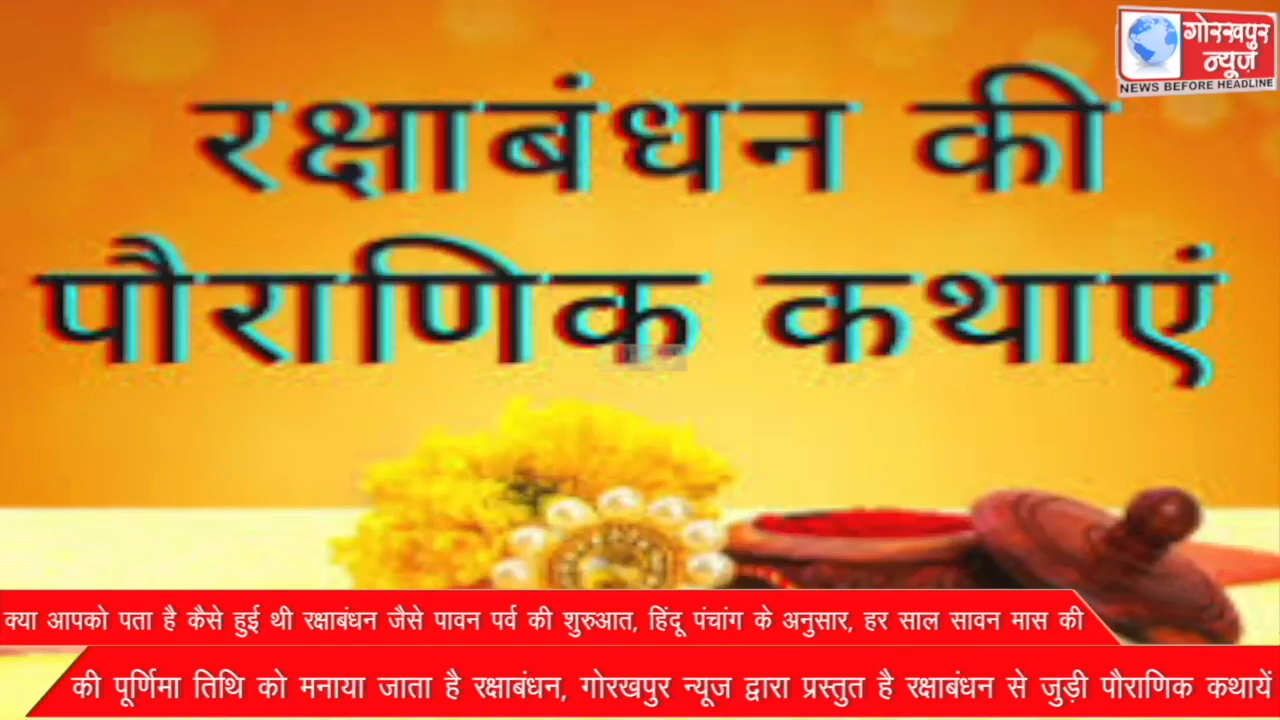 गोरखपुर
न्यूज़
NEWS BEFORE HEADLINE
रक्षाबंधन की
पौराणिक कथाएं
क्या आपको पता है कैसे हुई थी रक्षाबंधन जैसे पावन पर्व की शुरुआत, हिंदू पंचांग के अनुसार, हर साल सावन मास की
की पूर्णिमा तिथि को मनाया जाता है रक्षाबंधन, गोरखपुर न्यूज द्वारा प्रस्तुत है रक्षाबंधन से जुड़ी पौराणिक कथायें